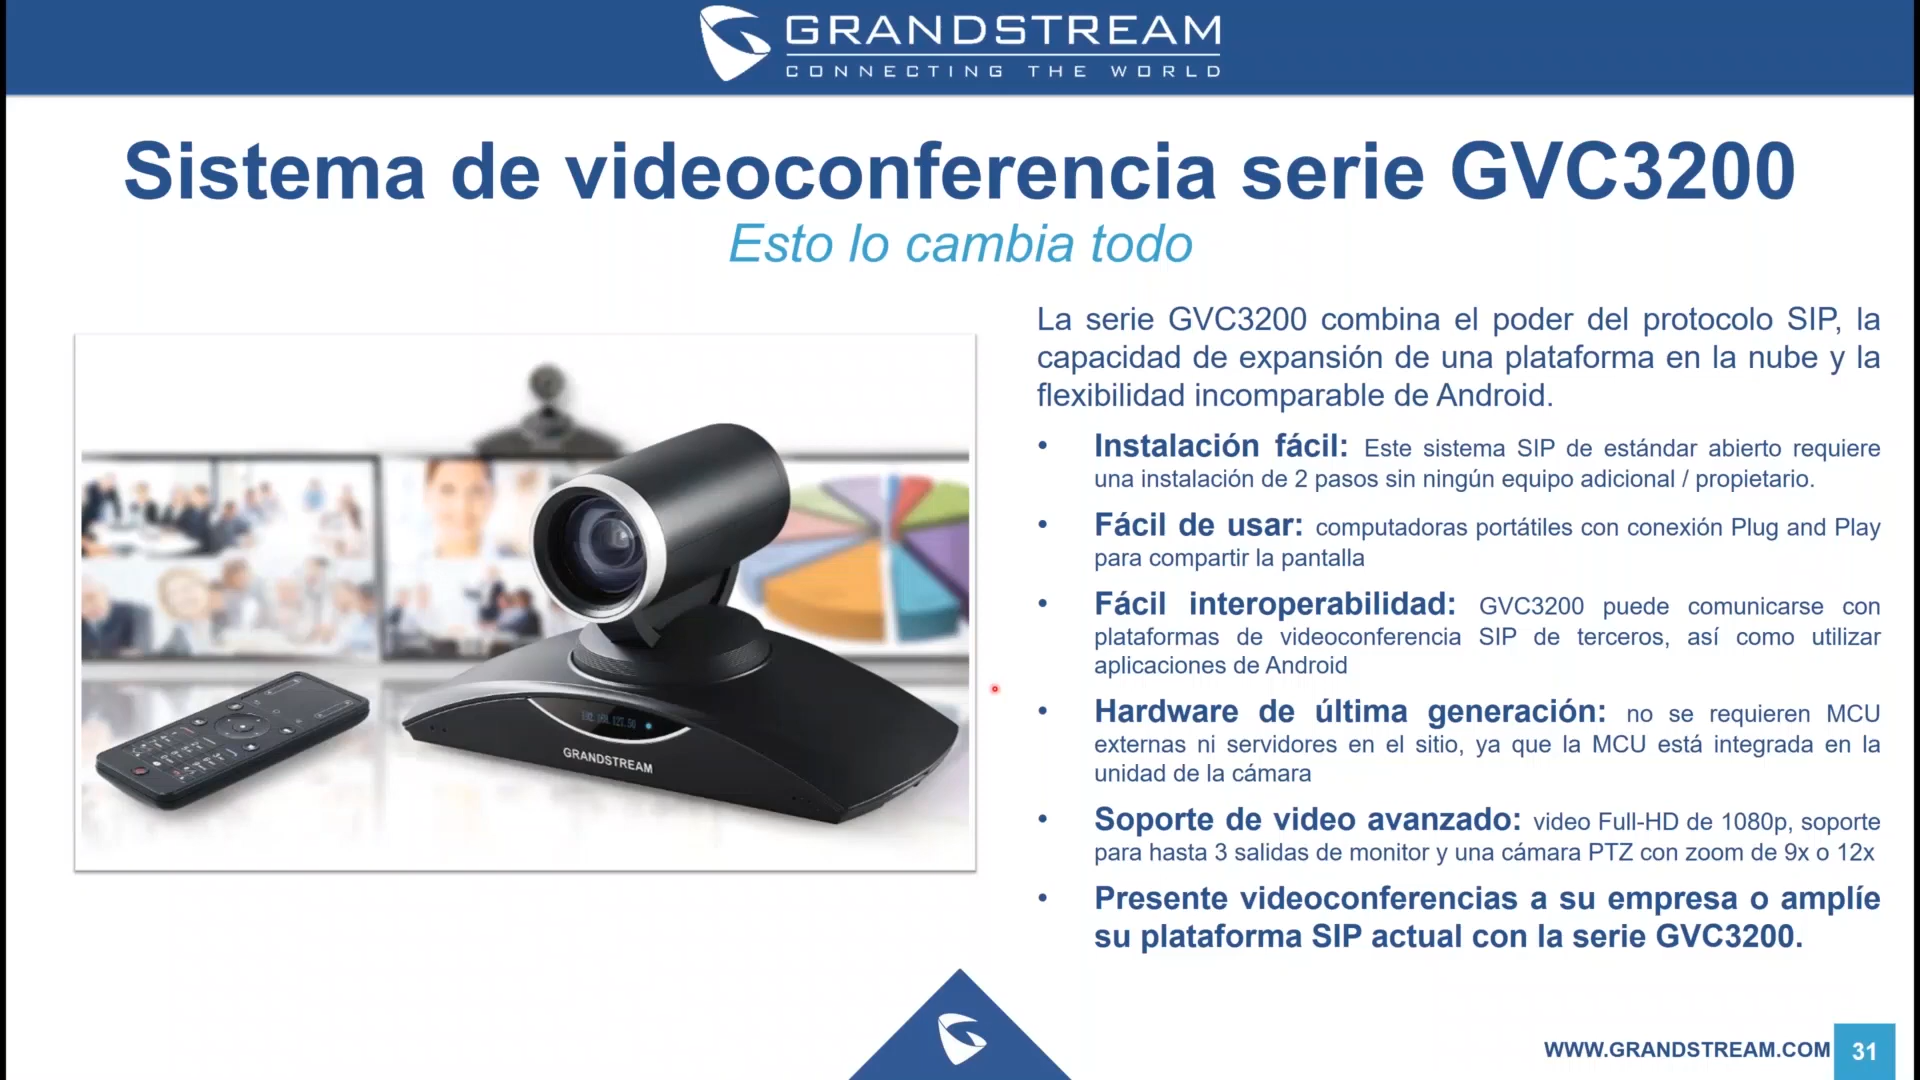 GRANDSTREAM
CONNECTING THE WORLD
Sistema de videoconferencia serie GVC3200
Esto lo cambia todo
La serie GVC3200 combina el poder del protocolo SIP, la
capacidad de expansión de una plataforma en la nube y la
flexibilidad incomparable de Android.
• Instalación fácil: Este sistema SIP de estándar abierto requiere
una instalación de 2 pasos sin ningún equipo adicional / propietario.
• Fácil de usar: computadoras portátiles con conexión Plug and Play
para compartir la pantalla
• Fácil interoperabilidad: GVC3200 puede comunicarse con
plataformas de videoconferencia SIP de terceros, así como utilizar
aplicaciones de Android
• Hardware de última generación: no se requieren MCU
externas ni servidores en el sitio, ya que la MCU está integrada en la
unidad de la cámara
• Soporte de video avanzado: video Full-HD de 1080p, soporte
para hasta 3 salidas de monitor y una cámara PTZ con zoom de 9x o 12x
• Presente videoconferencias a su empresa o amplíe
su plataforma SIP actual con la serie GVC3200.
GRANDSTREAM
WWW.GRANDSTREAM.COM
31